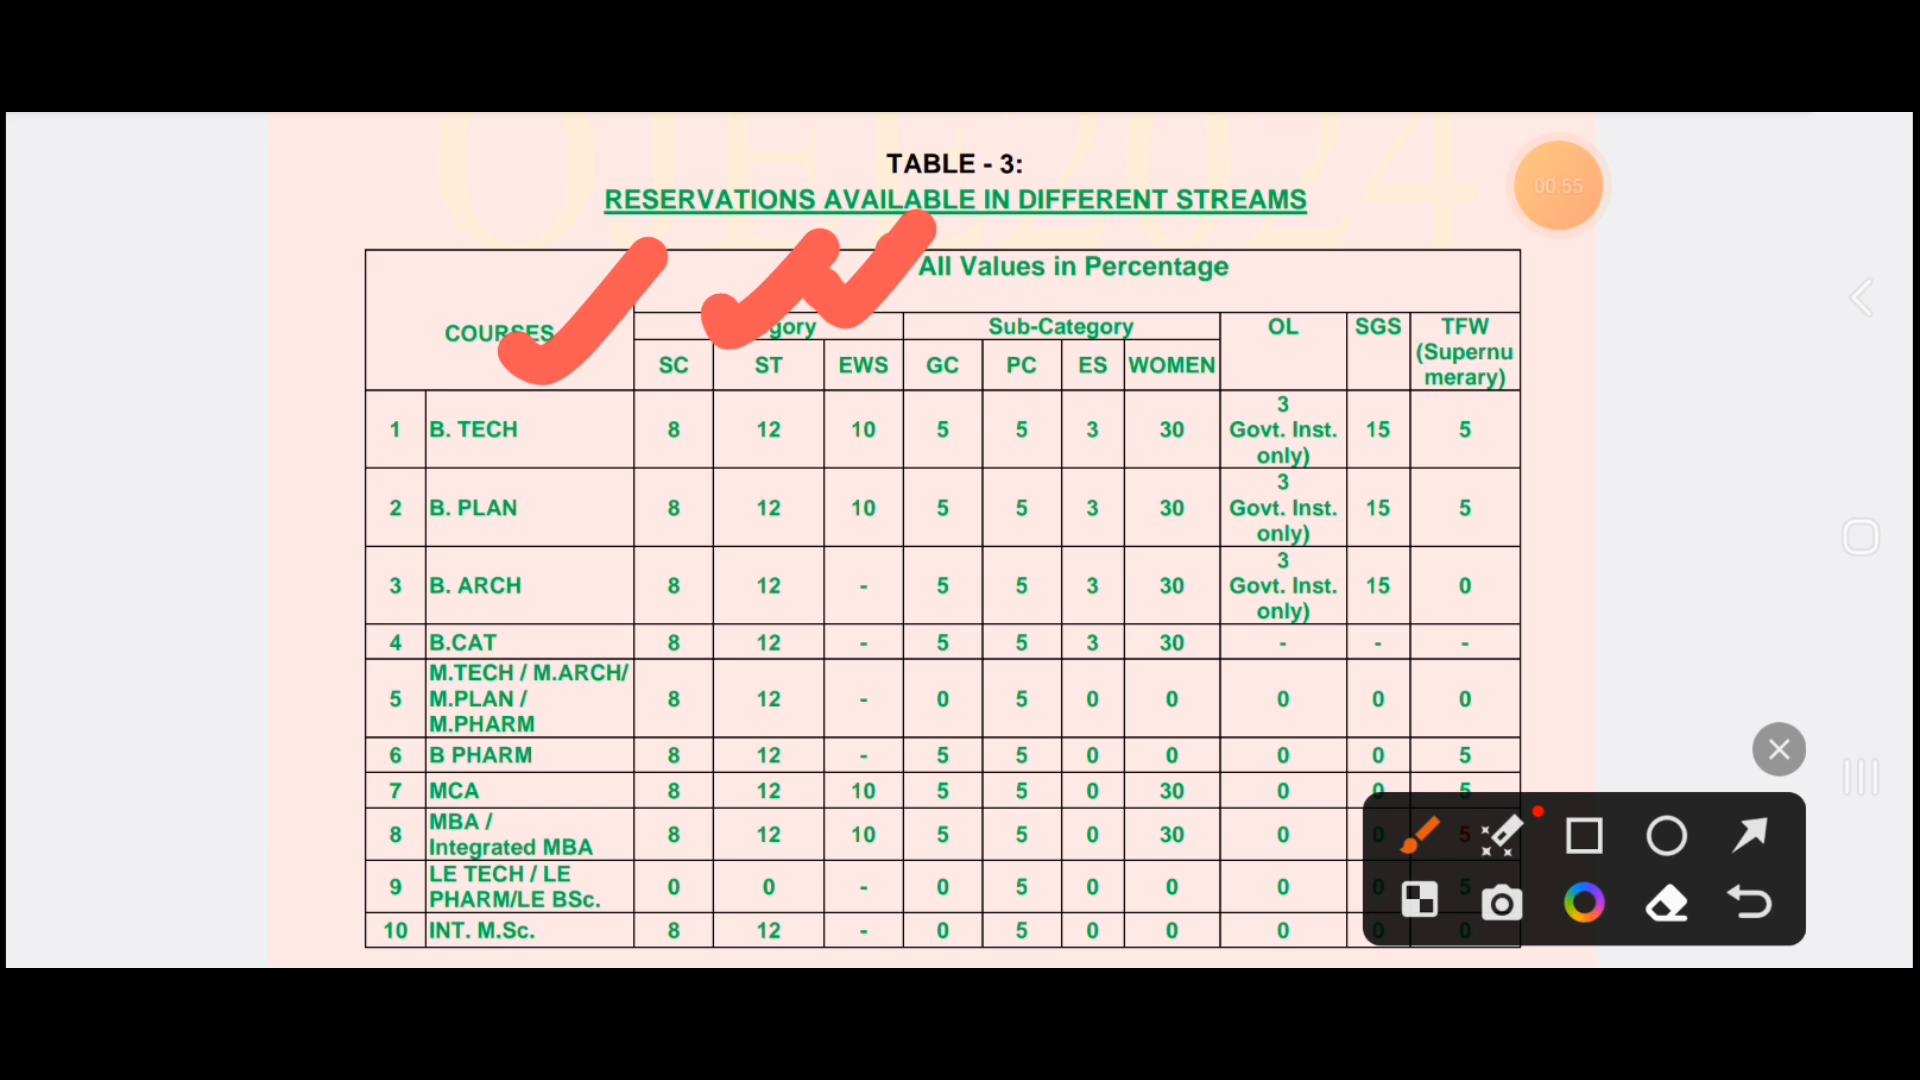 OJEE 2024
TABLE - 3:
RESERVATIONS AVAILABLE IN DIFFERENT STREAMS
00:55
All Values in Percentage
COURSES
gory Sub-Category OL SGS TFW (Supernu merary)
SC ST EWS GC PC ES WOMEN
1 B. TECH 8 12 10 5 5 3 30 3 Govt. Inst. only) 15 5
2 B. PLAN 8 12 10 5 5 3 30 3 Govt. Inst. only) 15 5
3 B. ARCH 8 12 - 5 5 3 30 3 Govt. Inst. only) 15 0
4 B.CAT 8 12 - 5 5 3 30 - - -
5 M.TECH / M.ARCH/ M.PLAN / M.PHARM 8 12 - 0 5 0 0 0 0 0
6 B PHARM 8 12 - 5 5 0 0 0 0 5
7 MCA 8 12 10 5 5 0 30 0 0 5
8 MBA / Integrated MBA 8 12 10 5 5 0 30 0 0 5
9 LE TECH / LE PHARM/LE BSc. 0 0 - 0 5 0 0 0 0 5
10 INT. M.Sc. 8 12 - 0 5 0 0 0 0 0